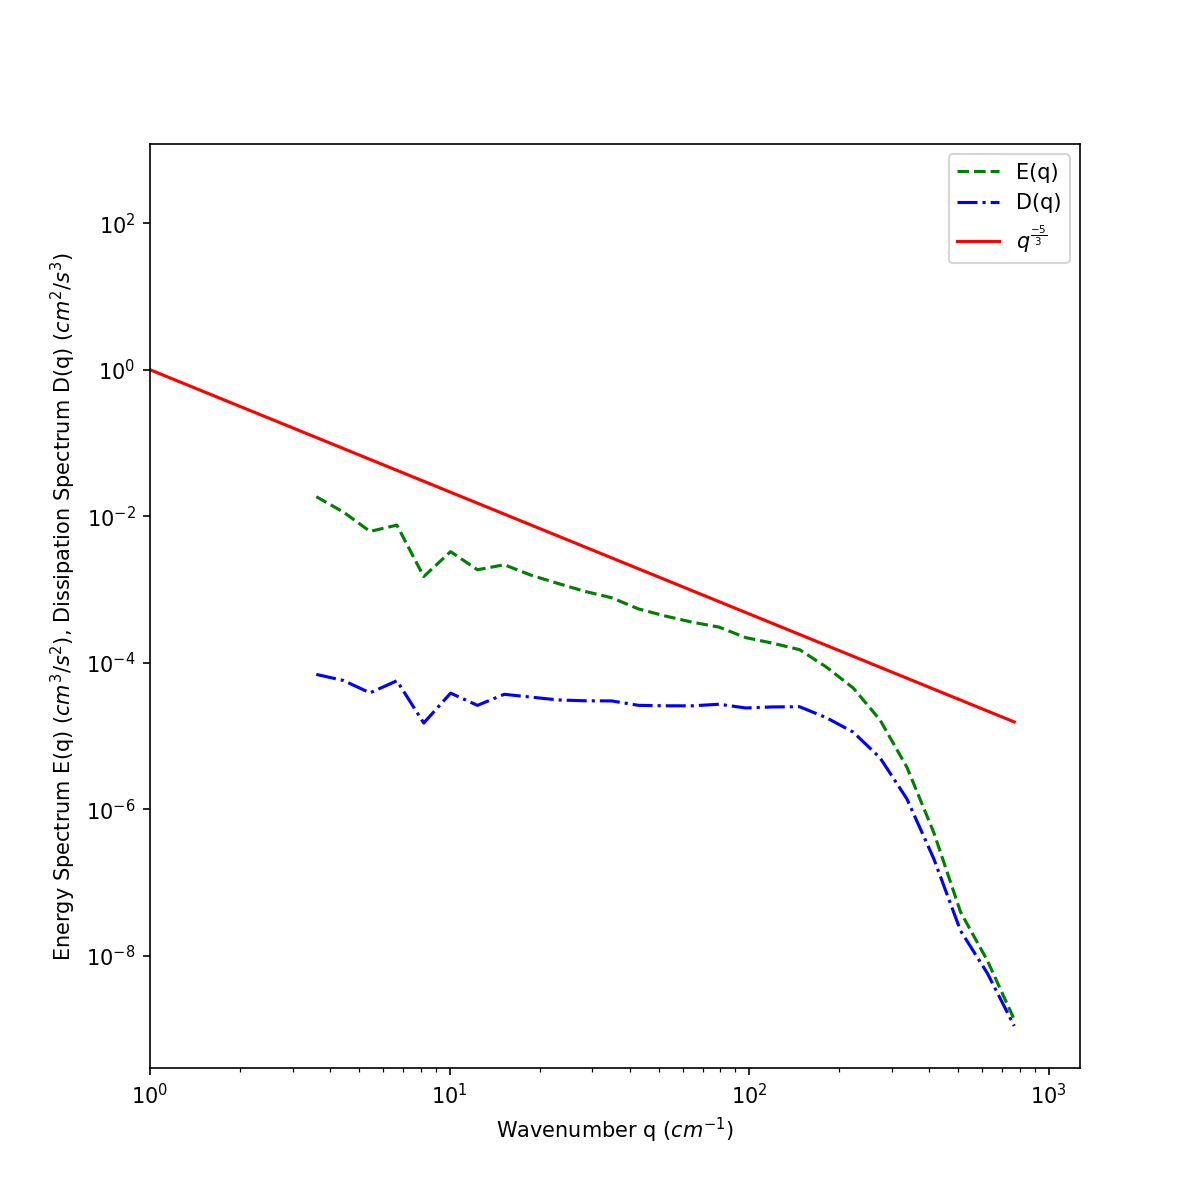 E(q)
D(q)
q^{\frac{-5}{3}}
10^2
10^0
10^{-2}
10^{-4}
10^{-6}
10^{-8}
Energy Spectrum E(q) (cm^3/s^2), Dissipation Spectrum D(q) (cm^2/s^3)
10^0 10^1 10^2 10^3
Wavenumber q (cm^{-1})